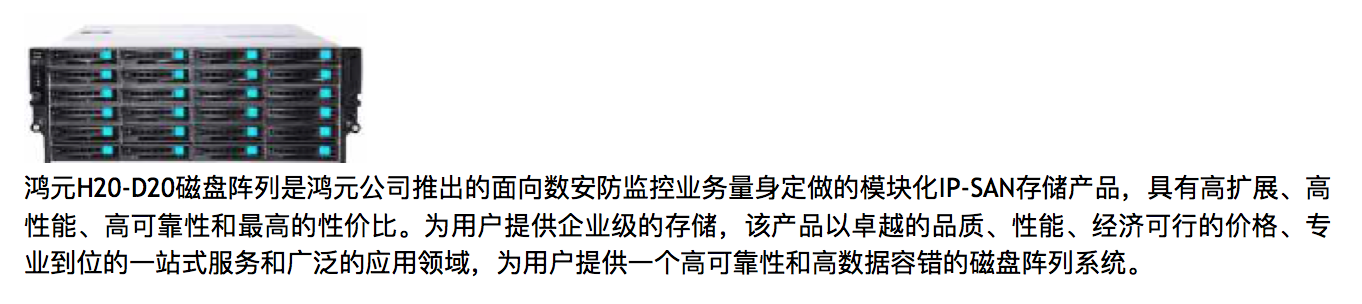 鸿元H20-D20磁盘阵列是鸿元公司推出的面向数安防监控业务量身定做的模块化IP-SAN存储产品，具有高扩展、高
性能、高可靠性和最高的性价比。为用户提供企业级的存储，该产品以卓越的品质、性能、经济可行的价格、专
业到位的一站式服务和广泛的应用领域，为用户提供一个高可靠性和高数据容错的磁盘阵列系统。